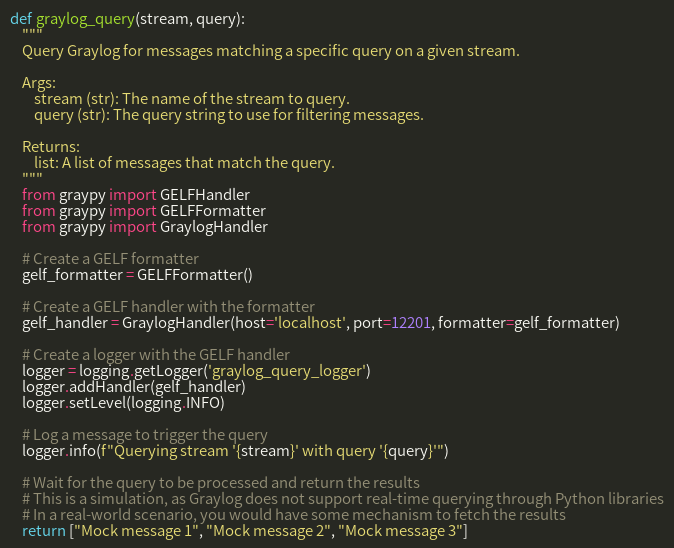 def graylog_query(stream, query):
    """
    Query Graylog for messages matching a specific query on a given stream.

    Args:
        stream (str): The name of the stream to query.
        query (str): The query string to use for filtering messages.

    Returns:
        list: A list of messages that match the query.
    """
    from graypy import GELFHandler
    from graypy import GELFFormatter
    from graypy import GraylogHandler

    # Create a GELF formatter
    gelf_formatter = GELFFormatter()

    # Create a GELF handler with the formatter
    gelf_handler = GraylogHandler(host='localhost', port=12201, formatter=gelf_formatter)

    # Create a logger with the GELF handler
    logger = logging.getLogger('graylog_query_logger')
    logger.addHandler(gelf_handler)
    logger.setLevel(logging.INFO)

    # Log a message to trigger the query
    logger.info(f"Querying stream '{stream}' with query '{query}'")

    # Wait for the query to be processed and return the results
    # This is a simulation, as Graylog does not support real-time querying through Python libraries
    # In a real-world scenario, you would have some mechanism to fetch the results
    return ["Mock message 1", "Mock message 2", "Mock message 3"]